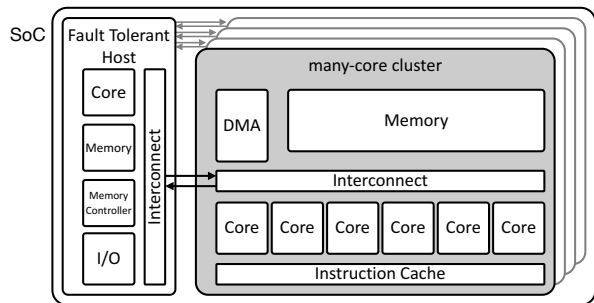 SoC
Fault Tolerant
Host
Core
Memory
Memory
Controller
I/O
Interconnect
many-core cluster
DMA
Memory
Interconnect
Core Core Core Core Core Core
Instruction Cache